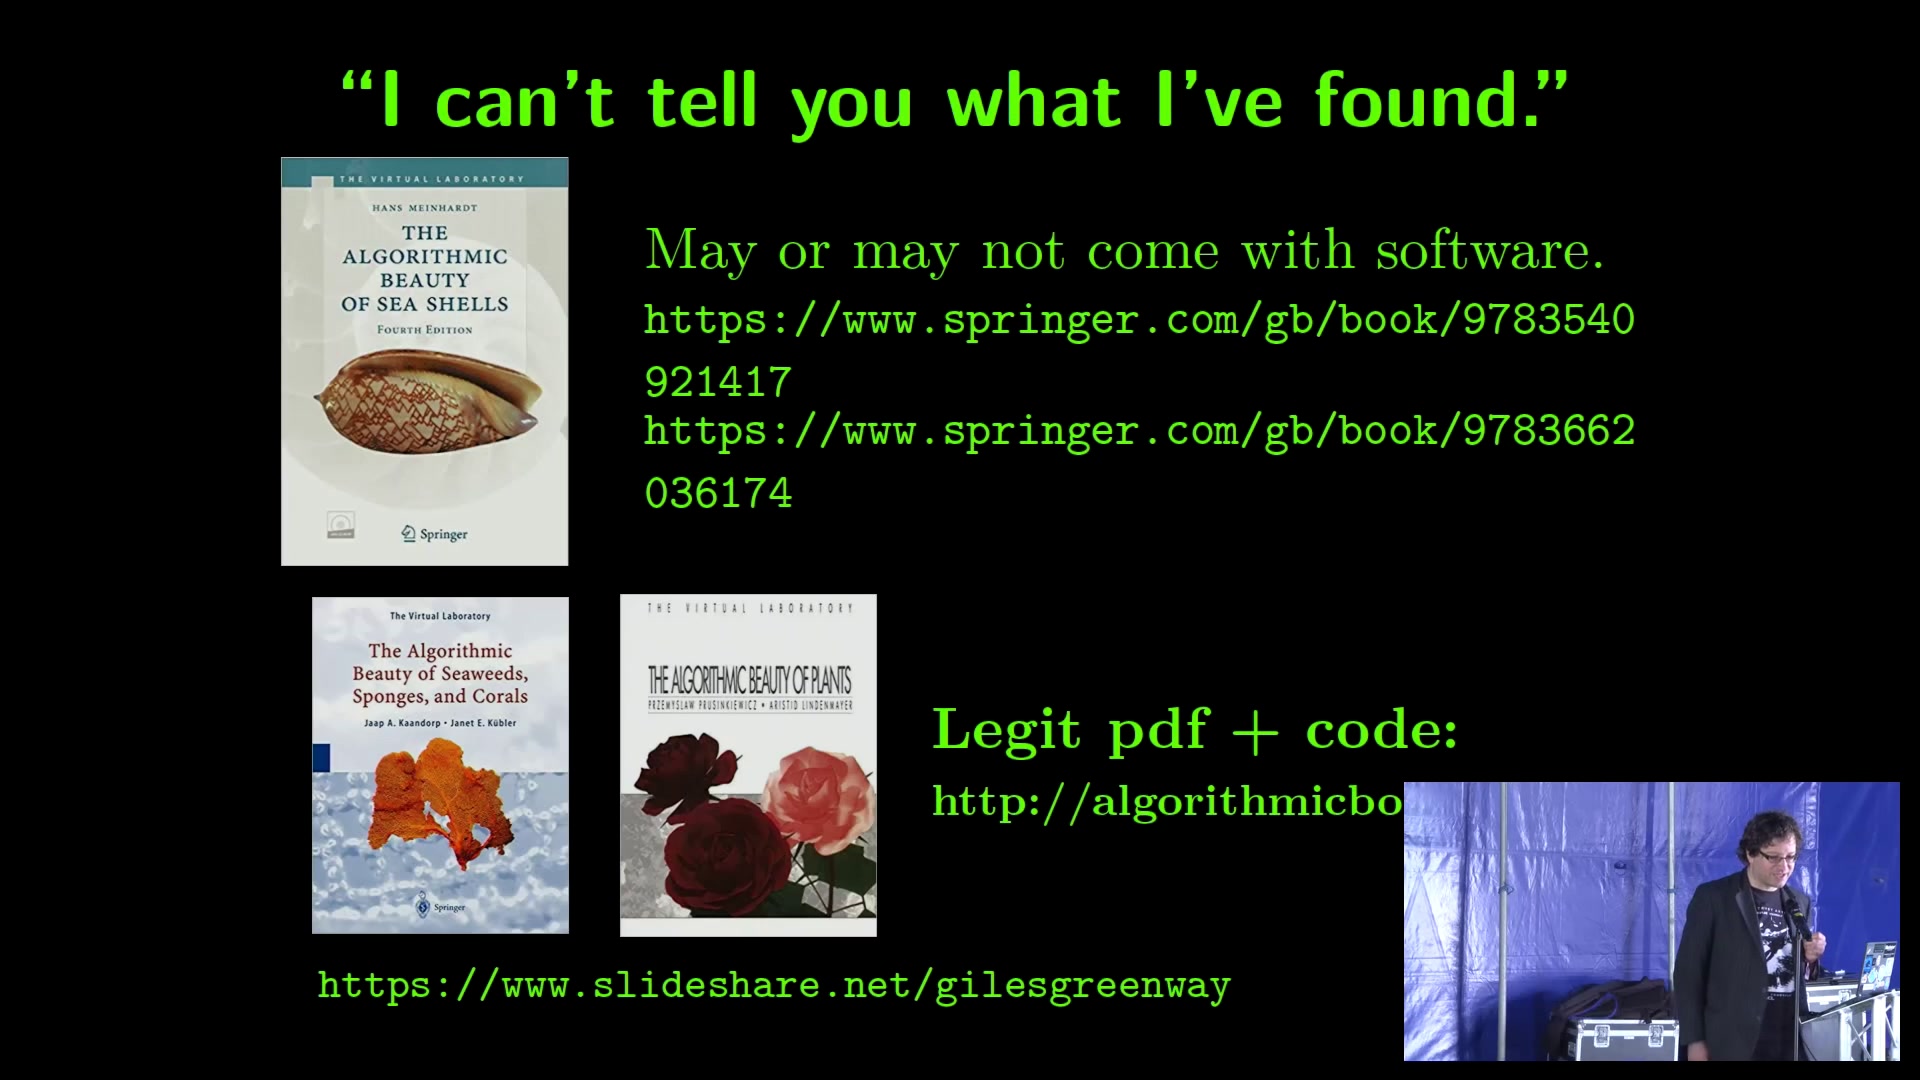 “I can’t tell you what I’ve found.”
THE VIRTUAL LABORATORY
HANS MEINHARDT
THE
ALGORITHMIC
BEAUTY
OF SEA SHELLS
FOURTH EDITION
Springer
May or may not come with software.
https://www.springer.com/gb/book/9783540
921417
https://www.springer.com/gb/book/9783662
036174
The Virtual Laboratory
The Algorithmic
Beauty of Seaweeds,
Sponges, and Corals
Jaap A. Kaandorp • Janet E. Kübler
Springer
THE VIRTUAL LABORATORY
THE ALGORITHMIC BEAUTY OF PLANTS
PRZEMYSLAW PRUSINKIEWICZ • ARISTID LINDENMAYER
Legit pdf + code:
http://algorithmicbo
https://www.slideshare.net/gilesgreenway